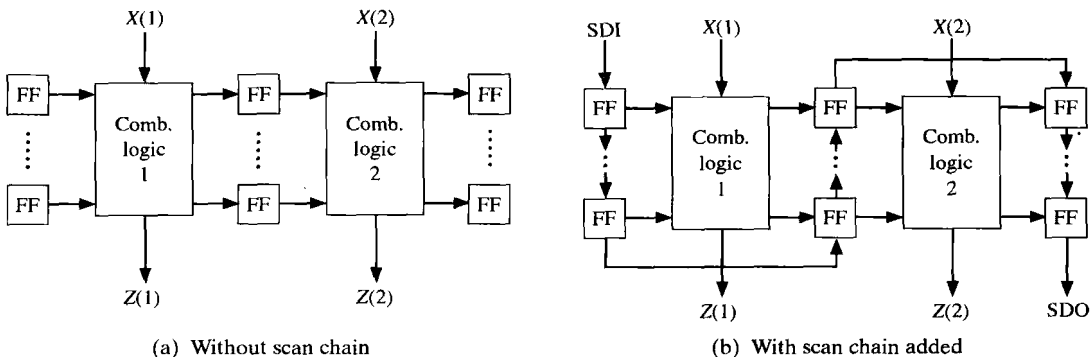 X(1) X(2)
FF FF FF
Comb.
logic
1
Comb.
logic
2
FF FF FF
Z(1) Z(2)
(a) Without scan chain
SDI X(1) X(2)
FF FF FF
Comb.
logic
1
Comb.
logic
2
FF FF FF
Z(1) Z(2) SDO
(b) With scan chain added